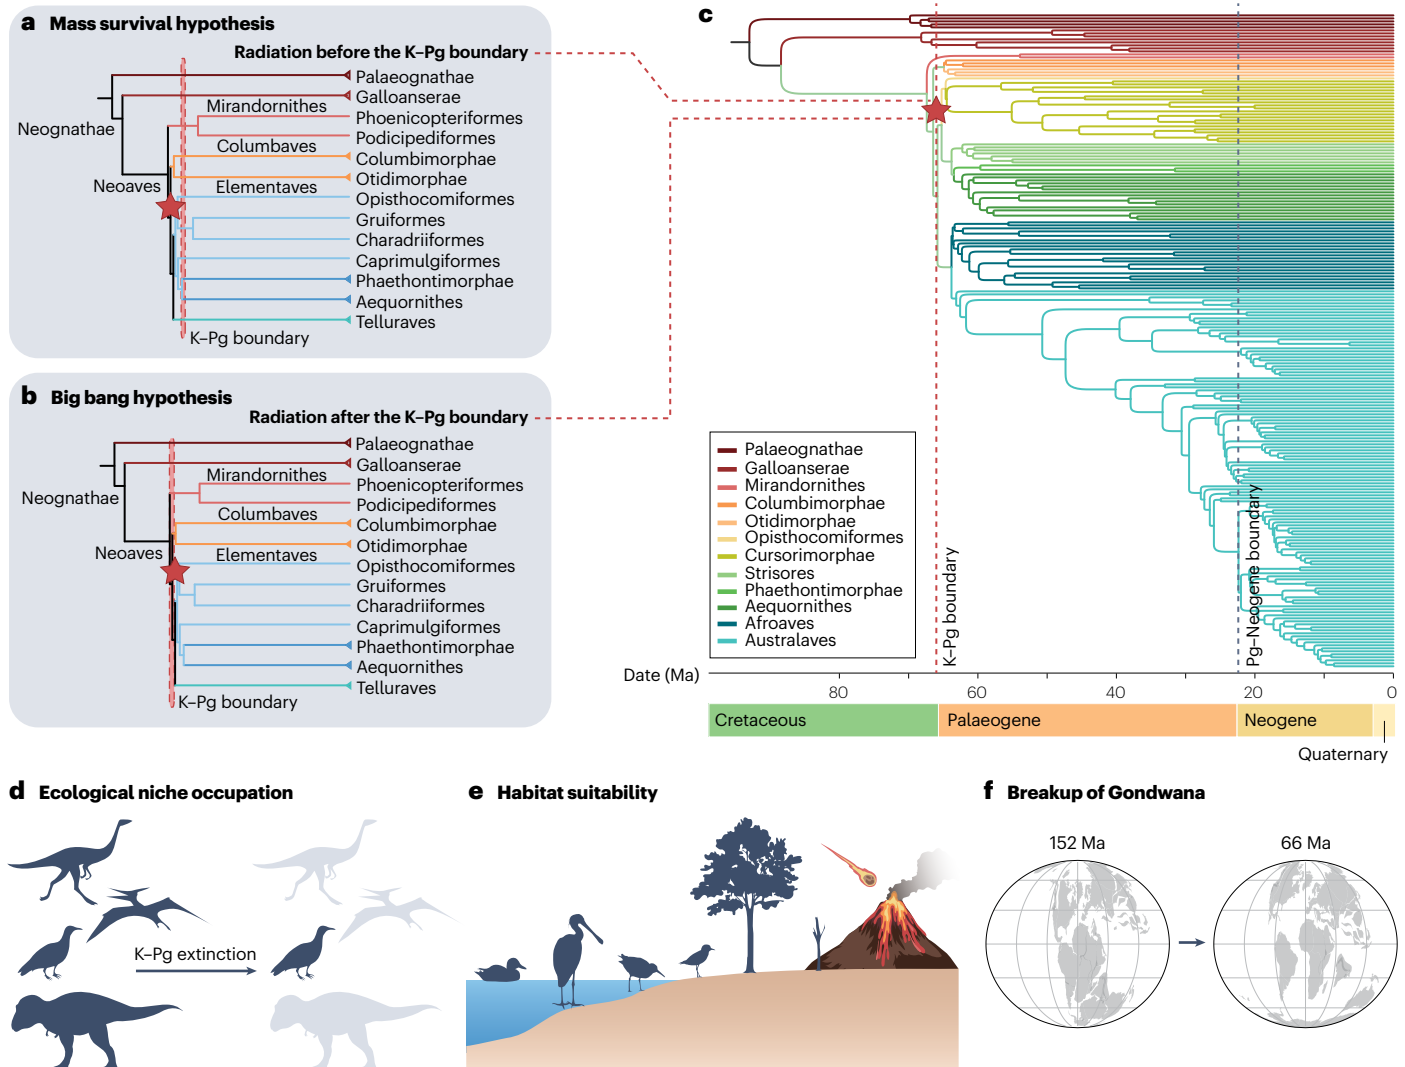 a Mass survival hypothesis
Radiation before the K–Pg boundary
Palaeognathae
Galloanserae
Mirandornithes
Phoenicopteriformes
Neognathae
Podicipediformes
Columbaves
Columbimorphae
Neoaves
Otidimorphae
Elementaves
Opisthocomiformes
Gruiformes
Charadriiformes
Caprimulgiformes
Phaethontimorphae
Aequornithes
Telluraves
K–Pg boundary
b Big bang hypothesis
Radiation after the K–Pg boundary
Palaeognathae
Galloanserae
Mirandornithes
Phoenicopteriformes
Neognathae
Podicipediformes
Columbaves
Columbimorphae
Neoaves
Otidimorphae
Elementaves
Opisthocomiformes
Gruiformes
Charadriiformes
Caprimulgiformes
Phaethontimorphae
Aequornithes
Telluraves
K–Pg boundary
c
Palaeognathae
Galloanserae
Mirandornithes
Columbimorphae
Otidimorphae
Opisthocomiformes
Cursorimorphae
Strisores
Phaethontimorphae
Aequornithes
Afroaves
Australaves
K–Pg boundary
Pg–Neogene boundary
Date (Ma)
80 60 40 20 0
Cretaceous Palaeogene Neogene
Quaternary
d Ecological niche occupation
K–Pg extinction
e Habitat suitability
f Breakup of Gondwana
152 Ma 66 Ma